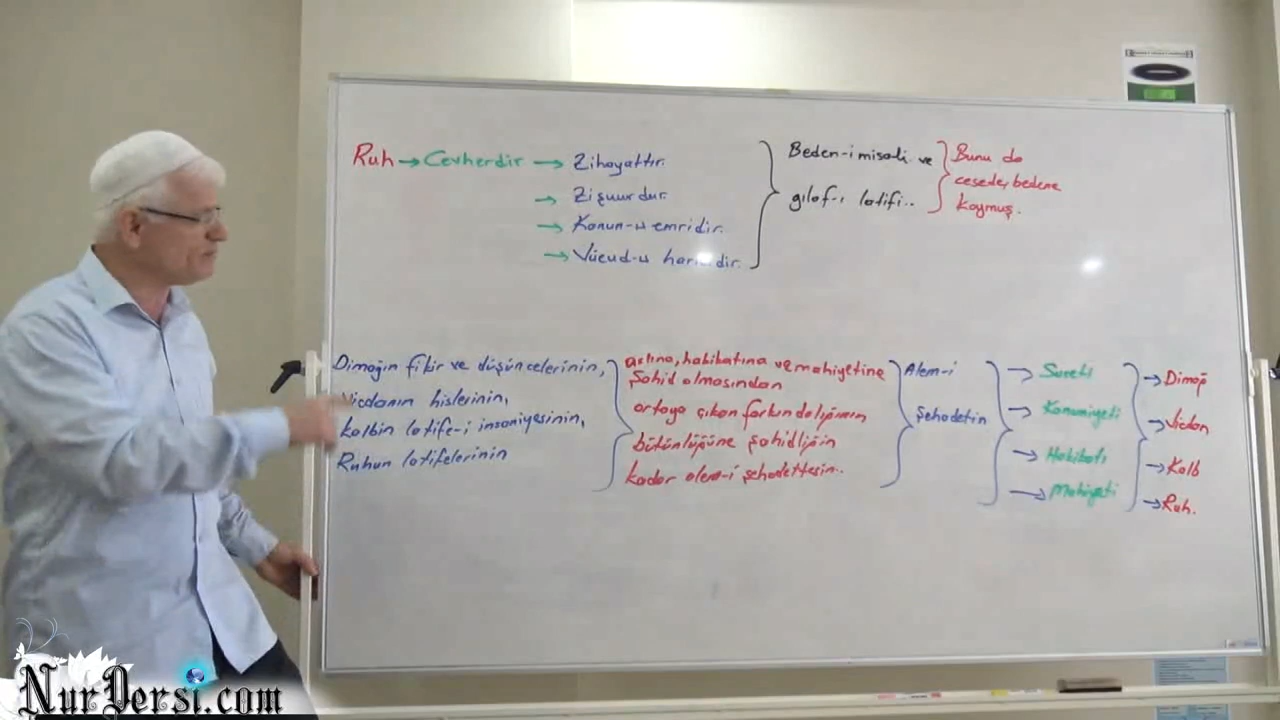 Ruh → Cevherdir → Zihayattır.
→ Zişuurdur.
→ Kanun-u emridir.
→ Vücud-u haricidir.
Beden-i misali ve
gılaf-ı latifi..
Bunu da
cesede, bedene
koymuş.
Dimağın fikir ve düşüncelerinin,
Vicdanın hislerinin,
Kalbin latife-i insaniyesinin,
Ruhun latifelerinin
aslına, hakikatına ve mahiyetine
Şahid olmasından
ortaya çıkan farkındalığının
bütünlüğüne şahidliğin
kadar alem-i şehadettesin..
Alem-i
Şehadetin
→ Sureti
→ Kanuniyeti
→ Hakikatı
→ Mahiyeti
→ Dimağ
→ Vicdan
→ Kalb
→ Ruh.
NurDersi.com